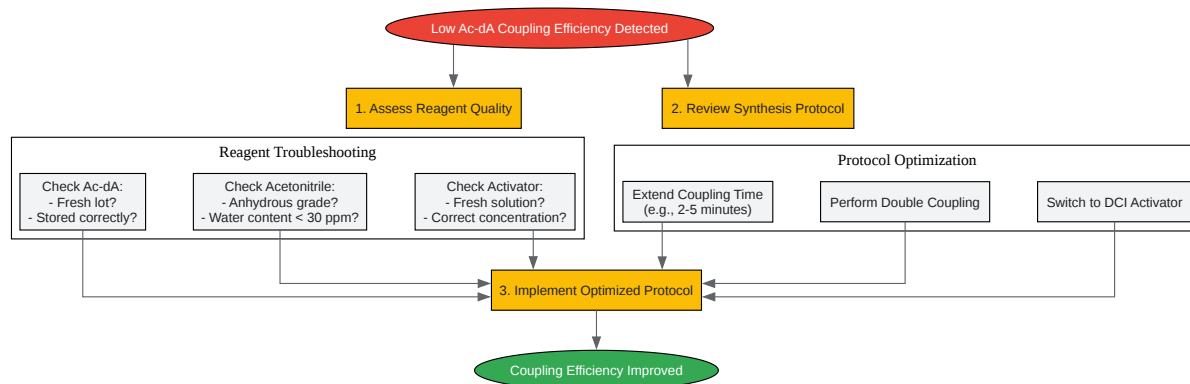 Low Ac-dA Coupling Efficiency Detected
1. Assess Reagent Quality
2. Review Synthesis Protocol
Reagent Troubleshooting
Check Ac-dA:
- Fresh lot?
- Stored correctly?
Check Acetonitrile:
- Anhydrous grade?
- Water content < 30 ppm?
Check Activator:
- Fresh solution?
- Correct concentration?
Protocol Optimization
Extend Coupling Time
(e.g., 2-5 minutes)
Perform Double Coupling
Switch to DCI Activator
3. Implement Optimized Protocol
Coupling Efficiency Improved